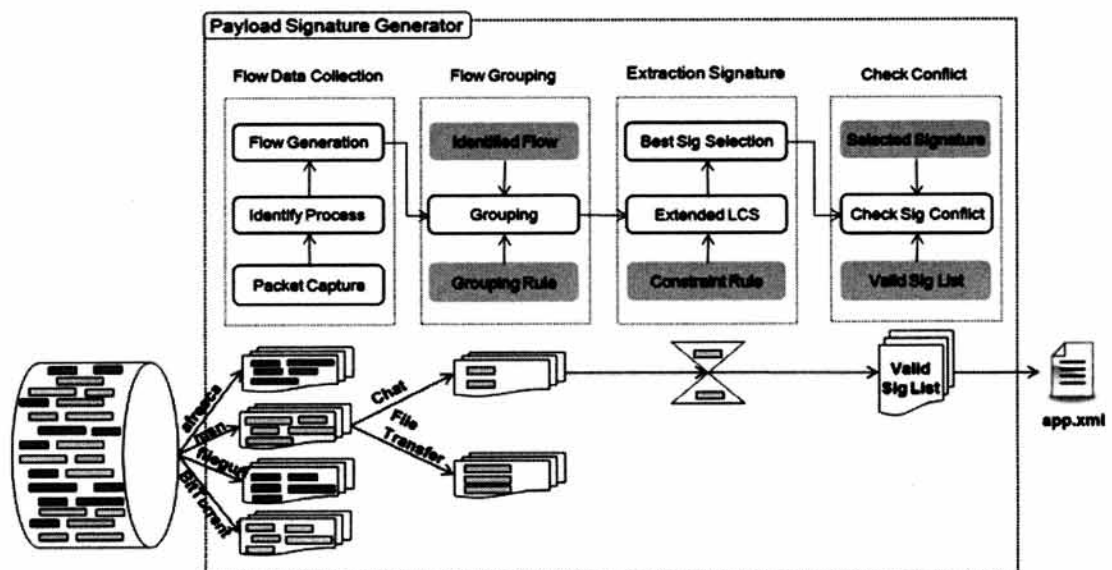 Payload Signature Generator
Flow Data Collection
Flow Grouping
Extraction Signature
Check Conflict
Flow Generation
Identified Flow
Best Sig Selection
Selected Signature
Identify Process
Grouping
Extended LCS
Check Sig Conflict
Packet Capture
Grouping Rule
Constraint Rule
Valid Sig List
afreeca
msn
fileguri
BitTorrent
Chat
File
Transfer
Valid
Sig List
app.xml